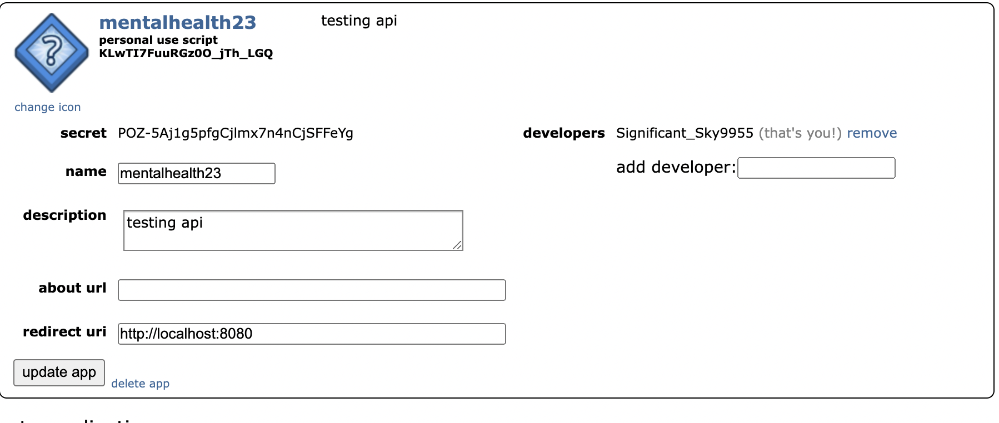 mentalhealth23
testing api
personal use script
KLwTI7FuuRGz0O_jTh_LGQ
change icon
secret POZ-5Aj1g5pfgCjlmx7n4nCjSFFeYg
developers Significant_Sky9955 (that's you!) remove
name mentalhealth23
add developer:
description testing api
about url
redirect uri http://localhost:8080
update app
delete app